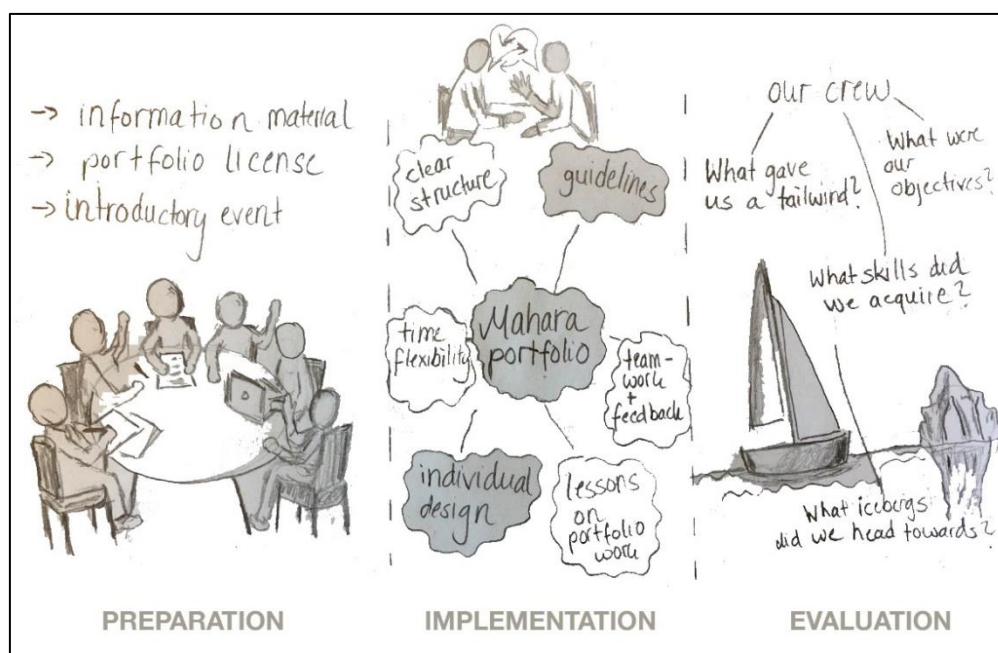 → information material
→ portfolio license
→ introductory event
PREPARATION
clear
structure
guidelines
time
flexibility
Mahara
portfolio
team-
work
+
feedback
individual
design
lessons
on
portfolio
work
IMPLEMENTATION
our crew
What gave
us a tailwind?
What were
our
objectives?
What skills did
we acquire?
What icebergs
did we head towards?
EVALUATION